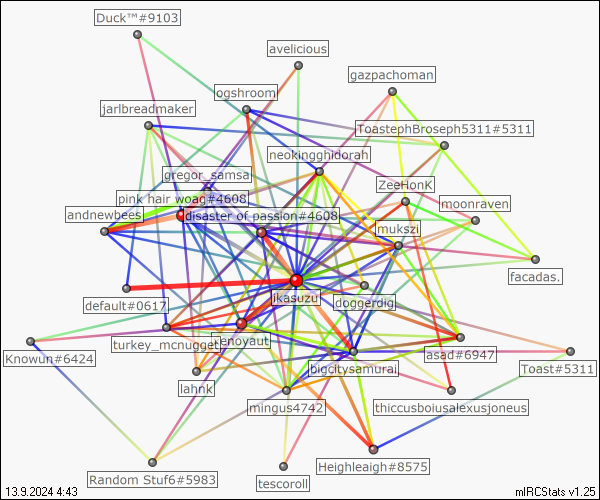 Duck™#9103
avelicious
gazpachoman
ogshroom
jarlbreadmaker
ToastephBroseph5311#5311
neokingghidorah
gregor_samsa
ZeeHonK
pink hair woag#4608
moonraven
andnewbees
disaster of passion#4608
mukszi
facadas.
jkasuzu
doggerdig
default#0617
turkey_mcnugget
xenoyaut
asad#6947
Knowun#6424
bigcitysamurai
Toast#5311
lahnk
mingus4742
thiccusboiusalexusjoneus
Heighleaigh#8575
Random Stuf6#5983
tescoroll
13.9.2024 4:43
mIRCStats v1.25